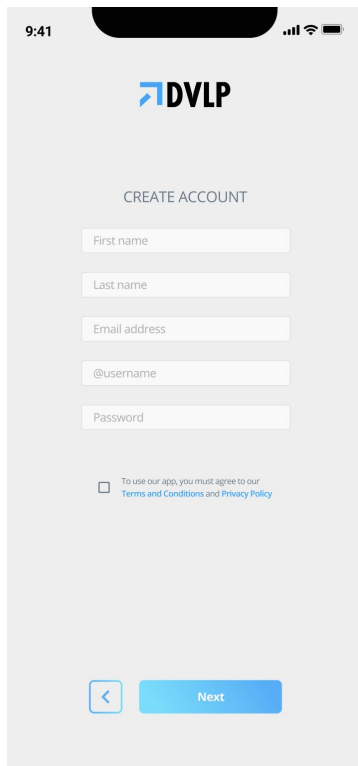 9:41
DVLP
CREATE ACCOUNT
First name
Last name
Email address
@username
Password
To use our app, you must agree to our
Terms and Conditions and Privacy Policy
Next